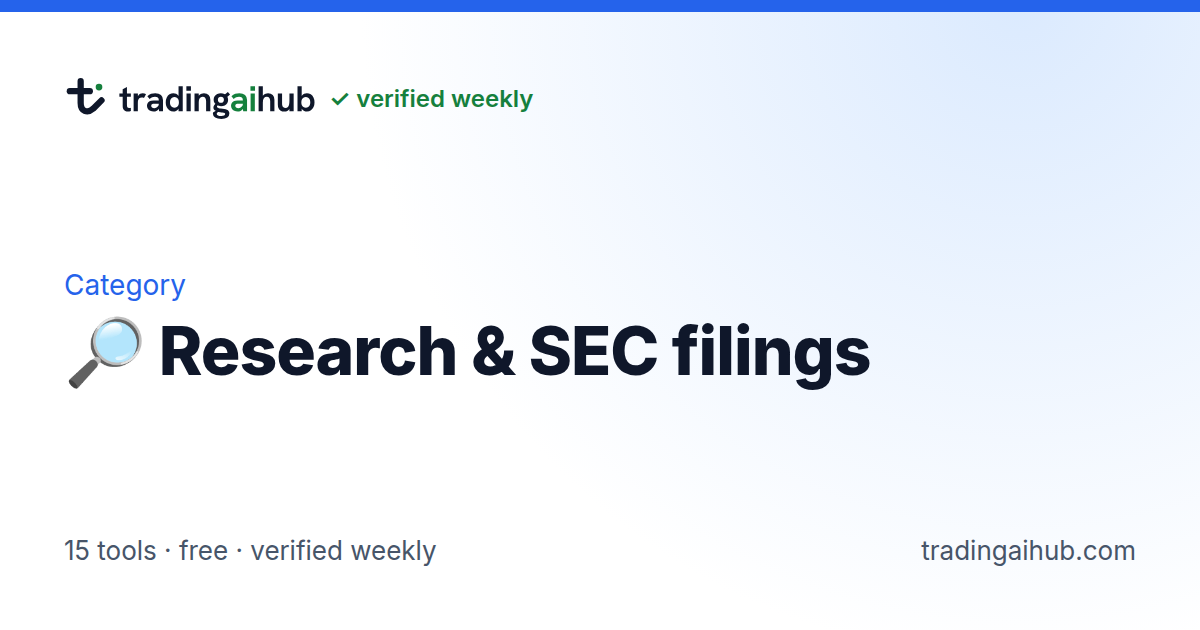 tradingaihub ✓ verified weekly
Category
🔎 Research & SEC filings
15 tools · free · verified weekly
tradingaihub.com